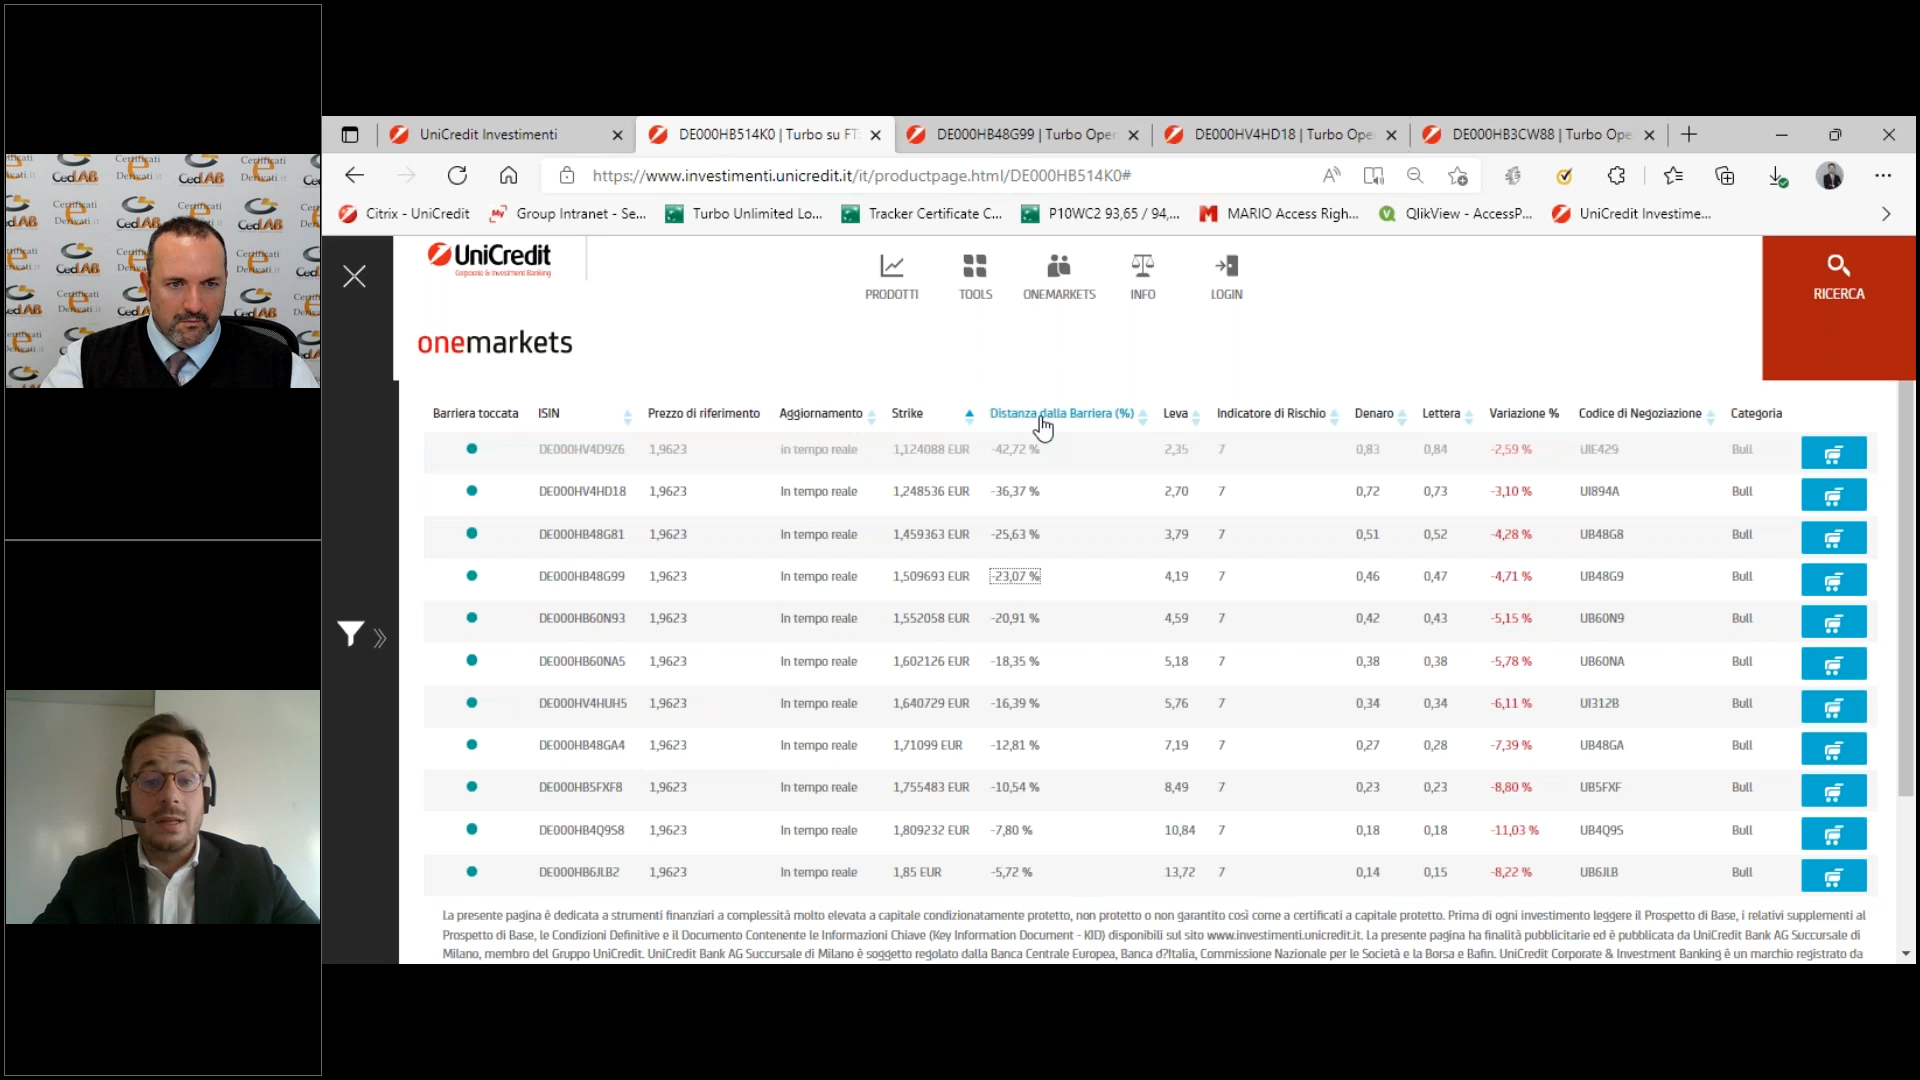 UniCredit Investimenti
DE000HB514K0 | Turbo su FT
DE000HB48G99 | Turbo Oper
DE000HV4HD18 | Turbo Ope
DE000HB3CW88 | Turbo Ope
https://www.investimenti.unicredit.it/it/productpage.html/DE000HB514K0#
Citrix - UniCredit
Group Intranet - Se...
Turbo Unlimited Lo...
Tracker Certificate C...
P10WC2 93,65 / 94,...
MARIO Access Righ...
QlikView - AccessP...
UniCredit Investime...
UniCredit
Corporate & Investment Banking
PRODOTTI
TOOLS
ONEMARKETS
INFO
LOGIN
RICERCA
onemarkets
Barriera toccata ISIN Prezzo di riferimento Aggiornamento Strike Distanza dalla Barriera (%) Leva Indicatore di Rischio Denaro Lettera Variazione % Codice di Negoziazione Categoria
DE000HV4D9Z6 1,9623 in tempo reale 1,124088 EUR -42,72 % 2,35 7 0,83 0,84 -2,59 % UIE429 Bull
DE000HV4HD18 1,9623 In tempo reale 1,248536 EUR -36,37 % 2,70 7 0,72 0,73 -3,10 % UI894A Bull
DE000HB48G81 1,9623 In tempo reale 1,459363 EUR -25,63 % 3,79 7 0,51 0,52 -4,28 % UB48G8 Bull
DE000HB48G99 1,9623 In tempo reale 1,509693 EUR -23,07 % 4,19 7 0,46 0,47 -4,71 % UB48G9 Bull
DE000HB60N93 1,9623 In tempo reale 1,552058 EUR -20,91 % 4,59 7 0,42 0,43 -5,15 % UB60N9 Bull
DE000HB60NA5 1,9623 In tempo reale 1,602126 EUR -18,35 % 5,18 7 0,38 0,38 -5,78 % UB60NA Bull
DE000HV4HUH5 1,9623 In tempo reale 1,640729 EUR -16,39 % 5,76 7 0,34 0,34 -6,11 % UI312B Bull
DE000HB48GA4 1,9623 In tempo reale 1,71099 EUR -12,81 % 7,19 7 0,27 0,28 -7,39 % UB48GA Bull
DE000HB5FXF8 1,9623 In tempo reale 1,755483 EUR -10,54 % 8,49 7 0,23 0,23 -8,80 % UB5FXF Bull
DE000HB4Q9S8 1,9623 In tempo reale 1,809232 EUR -7,80 % 10,84 7 0,18 0,18 -11,03 % UB4Q9S Bull
DE000HB6JLB2 1,9623 In tempo reale 1,85 EUR -5,72 % 13,72 7 0,14 0,15 -8,22 % UB6JLB Bull
La presente pagina è dedicata a strumenti finanziari a complessità molto elevata a capitale condizionatamente protetto, non protetto o non garantito così come a certificati a capitale protetto. Prima di ogni investimento leggere il Prospetto di Base, i relativi supplementi al
Prospetto di Base, le Condizioni Definitive e il Documento Contenente le Informazioni Chiave (Key Information Document - KID) disponibili sul sito www.investimenti.unicredit.it. La presente pagina ha finalità pubblicitarie ed è pubblicata da UniCredit Bank AG Succursale di
Milano, membro del Gruppo UniCredit. UniCredit Bank AG Succursale di Milano è soggetto regolato dalla Banca Centrale Europea, Banca d?Italia, Commissione Nazionale per le Società e la Borsa e Bafin. UniCredit Corporate & Investment Banking è un marchio registrato da